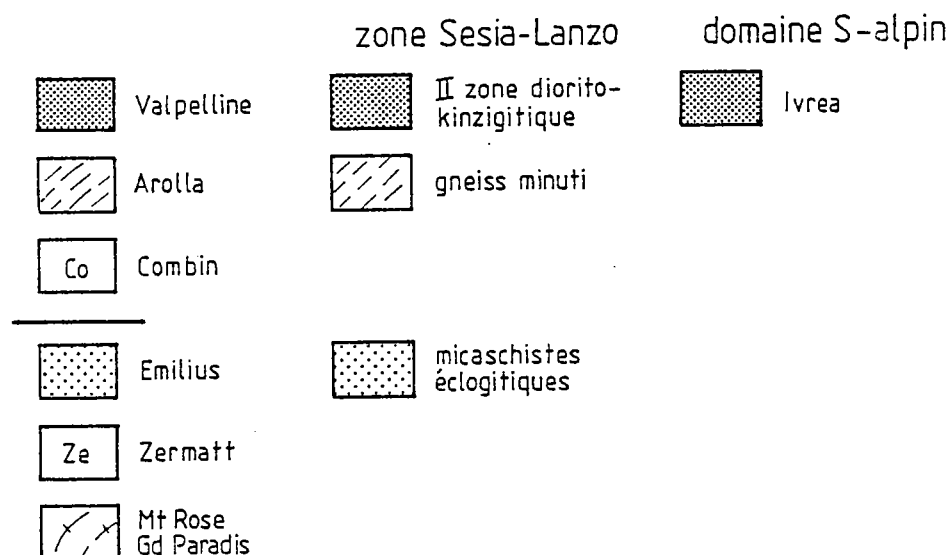 zone Sesia-Lanzo
domaine S-alpin
Valpelline
II zone diorito-
kinzigitique
Ivrea
Arolla
gneiss minuti
Co
Combin
Emilius
micaschistes
éclogitiques
Ze
Zermatt
Mt Rose
Gd Paradis